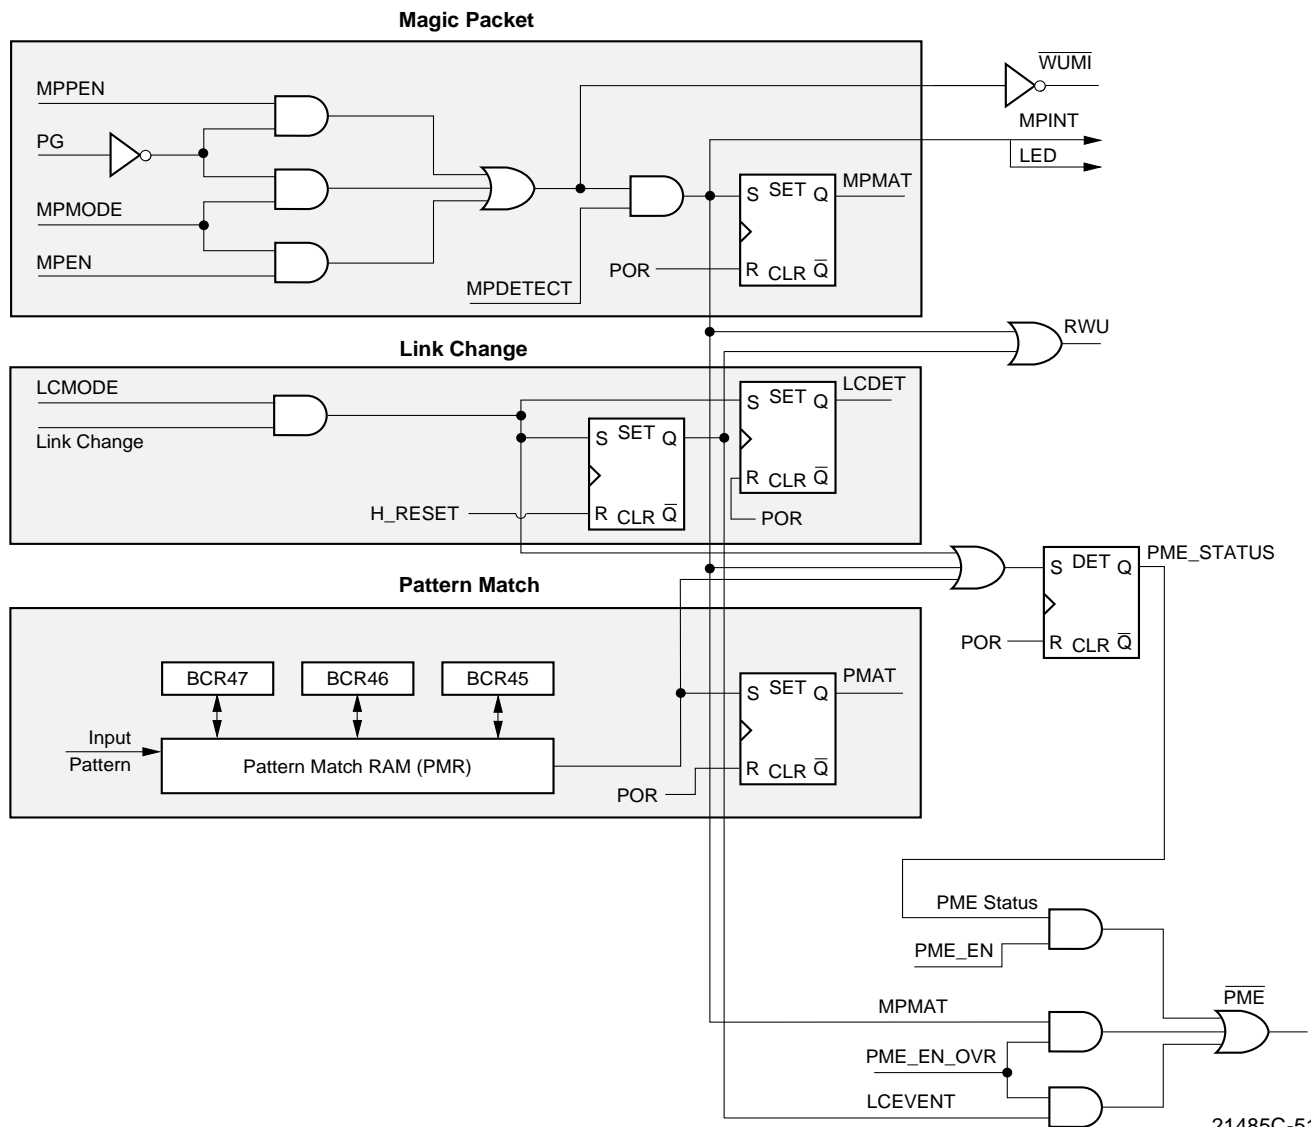 Magic Packet
MPPEN
PG
MPMODE
MPEN
MPDETECT
S SET Q
R CLR Q̅
POR
MPMAT
W̅U̅M̅I̅
MPINT
LED
RWU
Link Change
LCMODE
Link Change
H_RESET
S SET Q
R CLR Q̅
S SET Q
R CLR Q̅
LCDET
POR
S DET Q
R CLR Q̅
PME_STATUS
POR
Pattern Match
BCR47
BCR46
BCR45
Input
Pattern
Pattern Match RAM (PMR)
S SET Q
R CLR Q̅
PMAT
POR
PME Status
PME_EN
MPMAT
PME_EN_OVR
LCEVENT
P̅M̅E̅